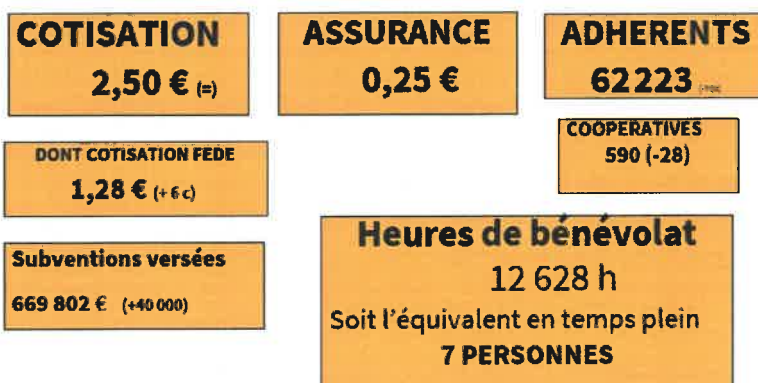 COTISATION
2,50 € (=)
ASSURANCE
0,25 €
ADHERENTS
62223
COOPERATIVES
590 (-28)
DONT COTISATION FEDE
1,28 € (+ 6 c)
Subventions versées
669 802 € (+40 000)
Heures de bénévolat
12 628 h
Soit l'équivalent en temps plein
7 PERSONNES